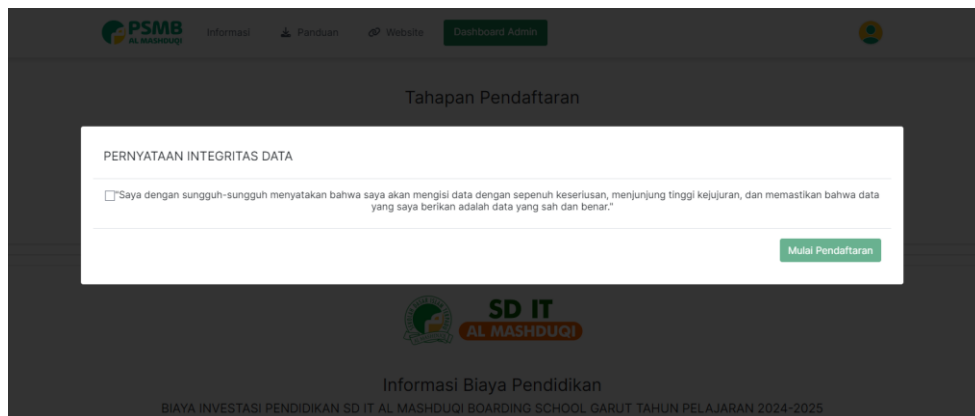 PSMB
AL MASHDUQI
Informasi
Panduan
Website
Dashboard Admin
Tahapan Pendaftaran
PERNYATAAN INTEGRITAS DATA
"Saya dengan sungguh-sungguh menyatakan bahwa saya akan mengisi data dengan sepenuh keseriusan, menjunjung tinggi kejujuran, dan memastikan bahwa data
yang saya berikan adalah data yang sah dan benar."
Mulai Pendaftaran
SD IT
AL MASHDUQI
Informasi Biaya Pendidikan
BIAYA INVESTASI PENDIDIKAN SD IT AL MASHDUQI BOARDING SCHOOL GARUT TAHUN PELAJARAN 2024-2025